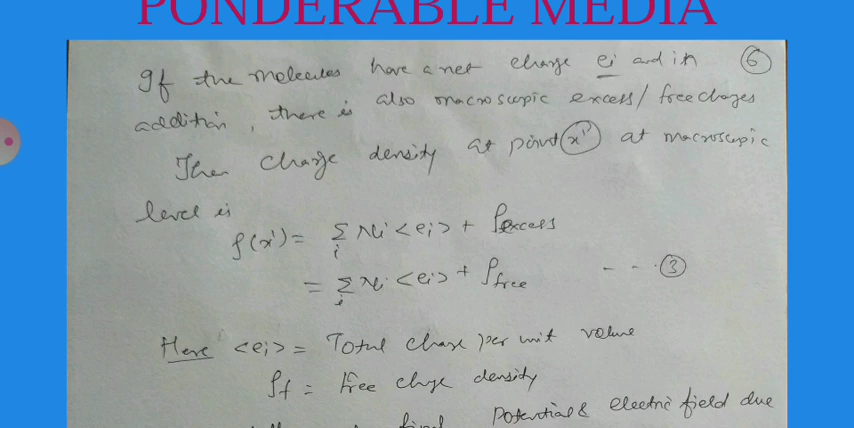 PONDERABLE MEDIA
If the molecules have a net charge ei and in ⑥
addition, there is also macroscopic excess/free charges
Then charge density at point x' at macroscopic
level is
ρ(x') = Σi Ni <ei> + ρexcess
= Σi Ni <ei> + ρfree - - - ③
Here <ei> = Total charge per unit volume
ρf = free charge density
final Potential & electric field due